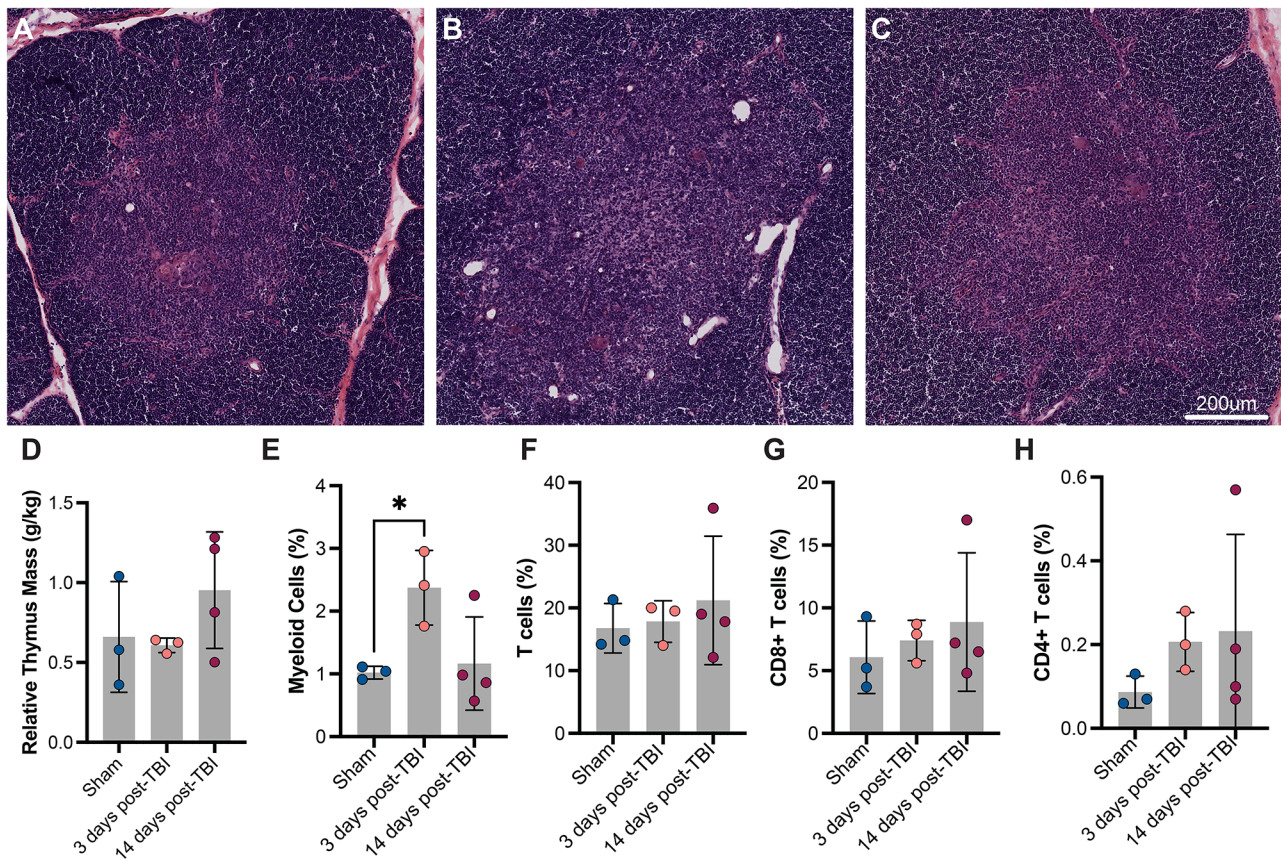 A
B
C
200um
D
E
F
G
H
Relative Thymus Mass (g/kg)
1.5
1.0
0.5
0.0
Sham
3 days post-TBI
14 days post-TBI
Myeloid Cells (%)
4
3
2
1
0
*
Sham
3 days post-TBI
14 days post-TBI
T cells (%)
40
30
20
10
0
Sham
3 days post-TBI
14 days post-TBI
CD8+ T cells (%)
20
15
10
5
0
Sham
3 days post-TBI
14 days post-TBI
CD4+ T cells (%)
0.6
0.4
0.2
0.0
Sham
3 days post-TBI
14 days post-TBI